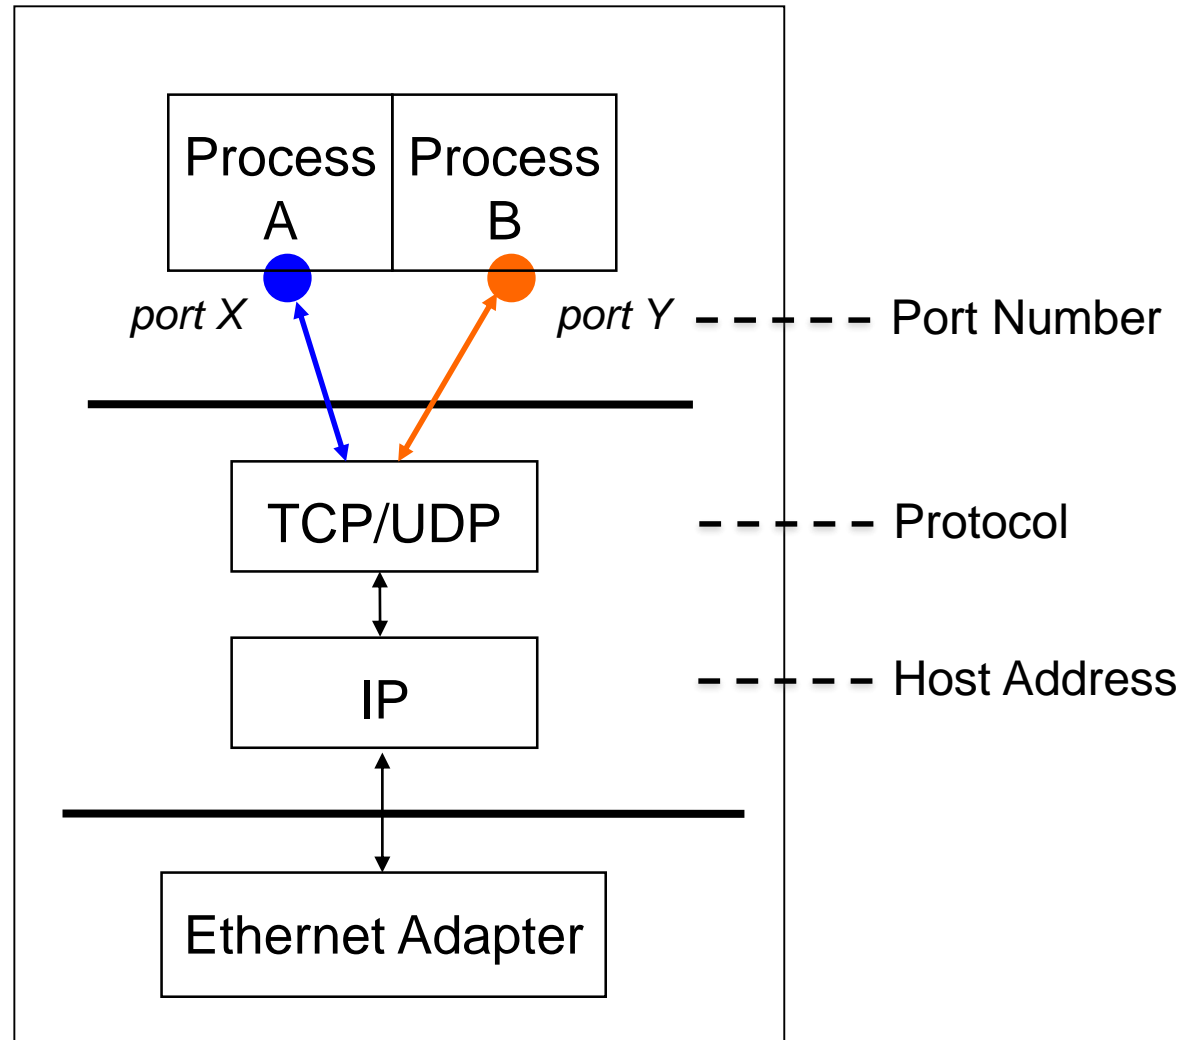 Process
A
Process
B
port X
port Y
Port Number
TCP/UDP
Protocol
IP
Host Address
Ethernet Adapter